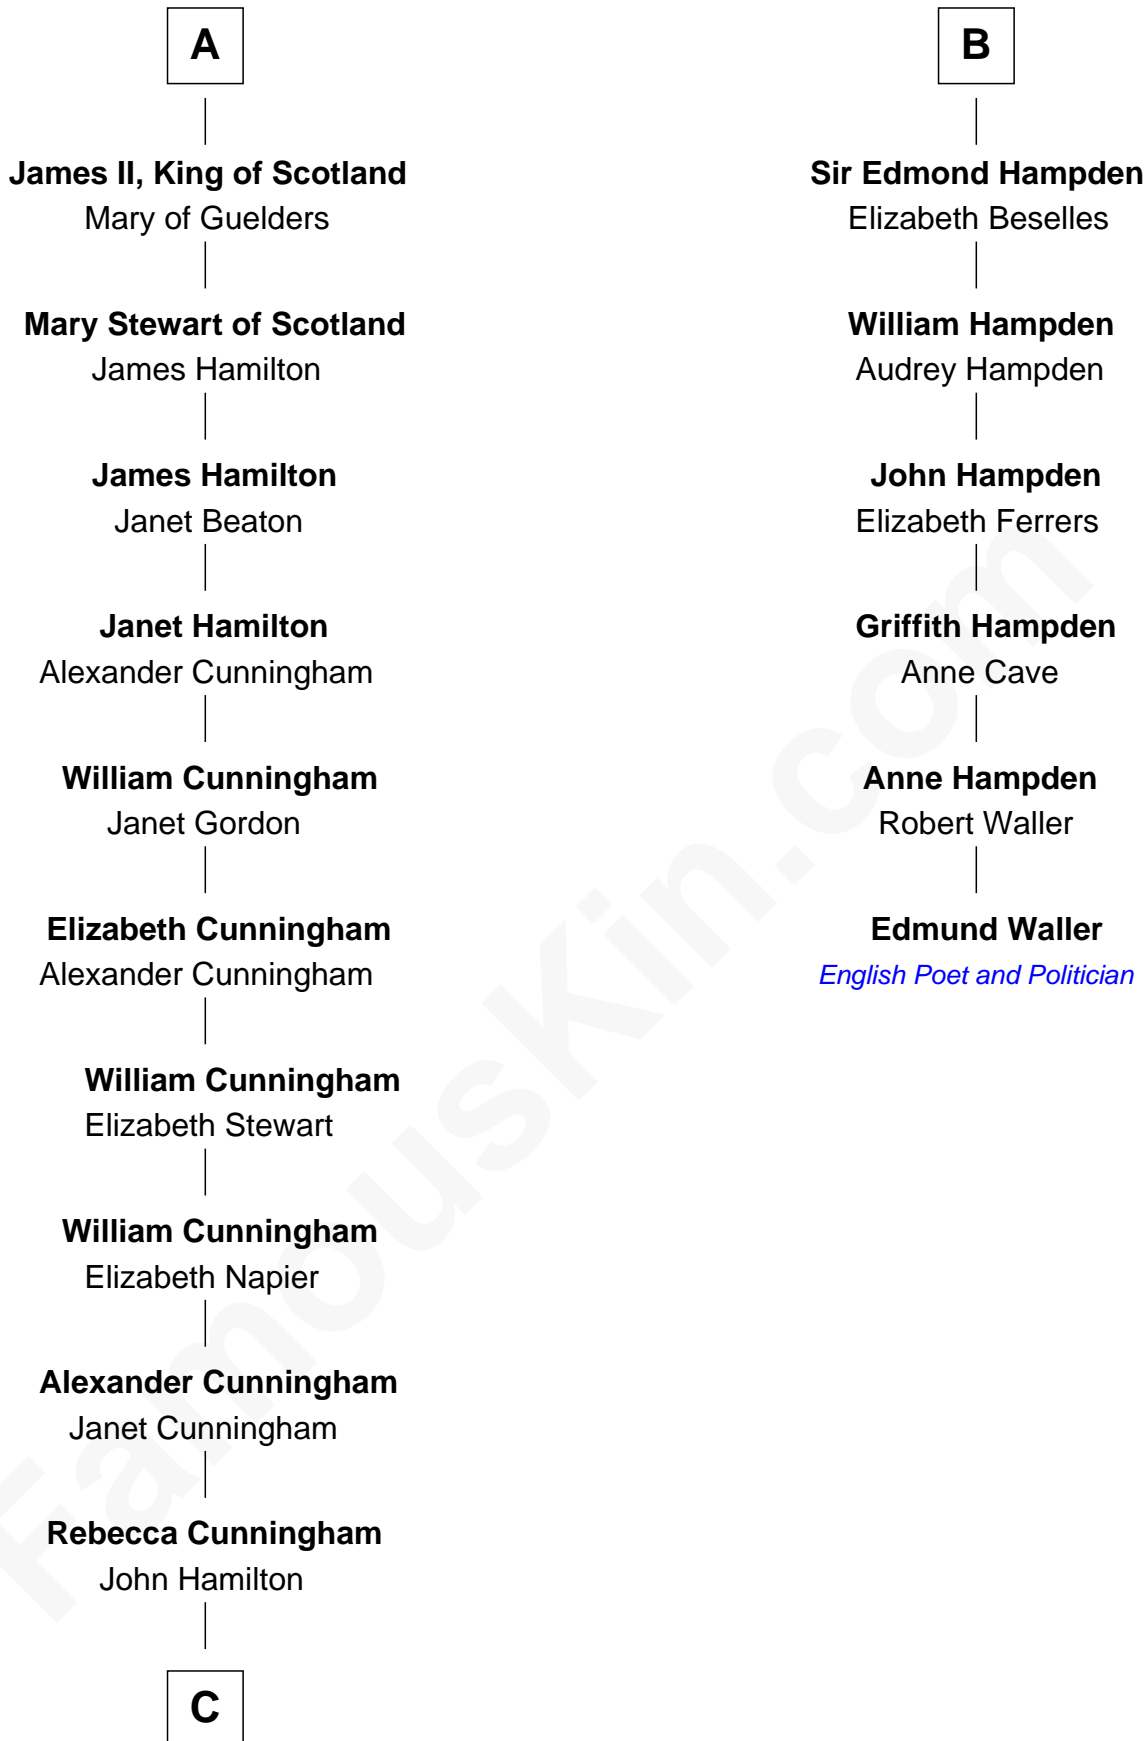 A
James II, King of Scotland
Mary of Guelders
Mary Stewart of Scotland
James Hamilton
James Hamilton
Janet Beaton
Janet Hamilton
Alexander Cunningham
William Cunningham
Janet Gordon
Elizabeth Cunningham
Alexander Cunningham
William Cunningham
Elizabeth Stewart
William Cunningham
Elizabeth Napier
Alexander Cunningham
Janet Cunningham
Rebecca Cunningham
John Hamilton
C
B
Sir Edmond Hampden
Elizabeth Beselles
William Hampden
Audrey Hampden
John Hampden
Elizabeth Ferrers
Griffith Hampden
Anne Cave
Anne Hampden
Robert Waller
Edmund Waller
English Poet and Politician
FamousKin.com